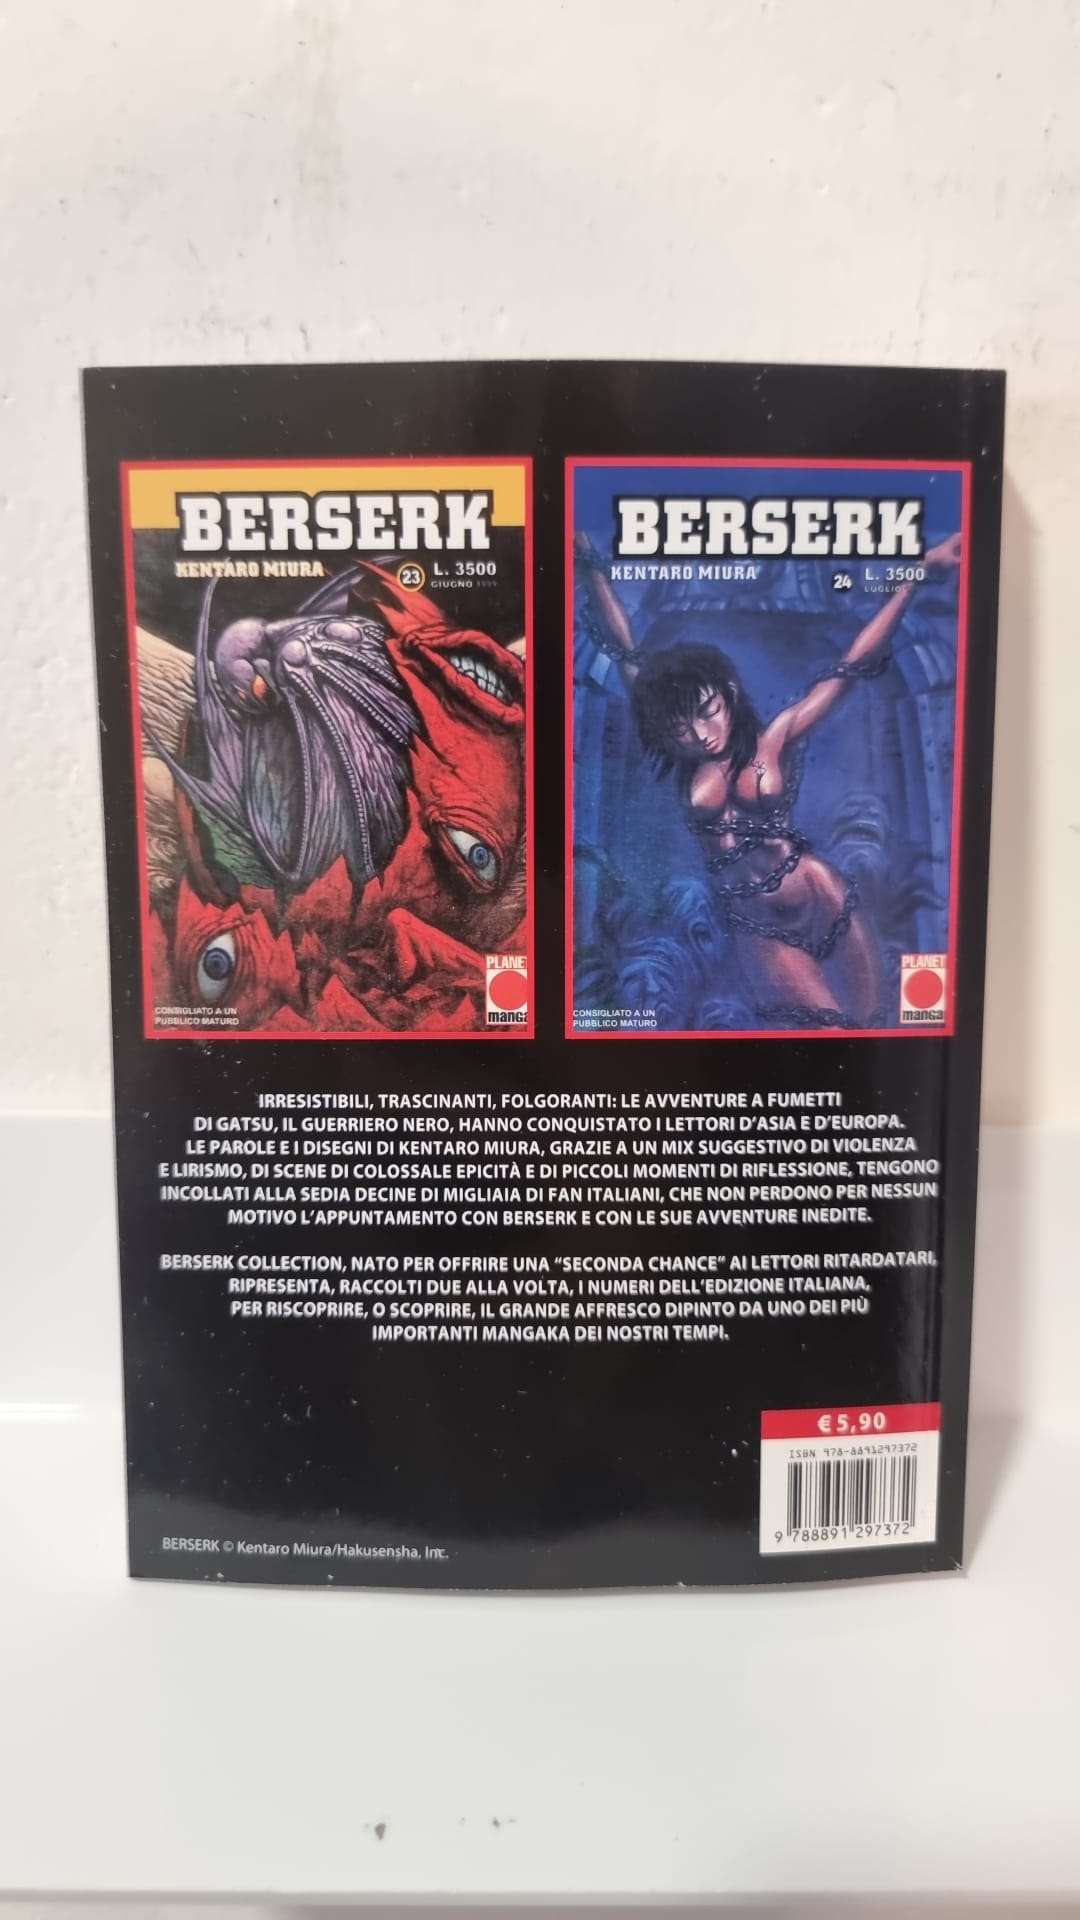 BERSERK
KENTARO MIURA
23
L. 3500
GIUGNO 1999
CONSIGLIATO A UN
PUBBLICO MATURO
PLANET
manga
BERSERK
KENTARO MIURA
24
L. 3500
LUGLIO
CONSIGLIATO A UN
PUBBLICO MATURO
PLANET
manga
IRRESISTIBILI, TRASCINANTI, FOLGORANTI: LE AVVENTURE A FUMETTI
DI GATSU, IL GUERRIERO NERO, HANNO CONQUISTATO I LETTORI D'ASIA E D'EUROPA.
LE PAROLE E I DISEGNI DI KENTARO MIURA, GRAZIE A UN MIX SUGGESTIVO DI VIOLENZA
E LIRISMO, DI SCENE DI COLOSSALE EPICITÀ E DI PICCOLI MOMENTI DI RIFLESSIONE, TENGONO
INCOLLATI ALLA SEDIA DECINE DI MIGLIAIA DI FAN ITALIANI, CHE NON PERDONO PER NESSUN
MOTIVO L'APPUNTAMENTO CON BERSERK E CON LE SUE AVVENTURE INEDITE.
BERSERK COLLECTION, NATO PER OFFRIRE UNA "SECONDA CHANCE" AI LETTORI RITARDATARI,
RIPRESENTA, RACCOLTI DUE ALLA VOLTA, I NUMERI DELL'EDIZIONE ITALIANA,
PER RISCOPRIRE, O SCOPRIRE, IL GRANDE AFFRESCO DIPINTO DA UNO DEI PIÙ
IMPORTANTI MANGAKA DEI NOSTRI TEMPI.
€ 5,90
ISBN 978-8891297372
9 788891 297372
BERSERK © Kentaro Miura/Hakusensha, Inc.